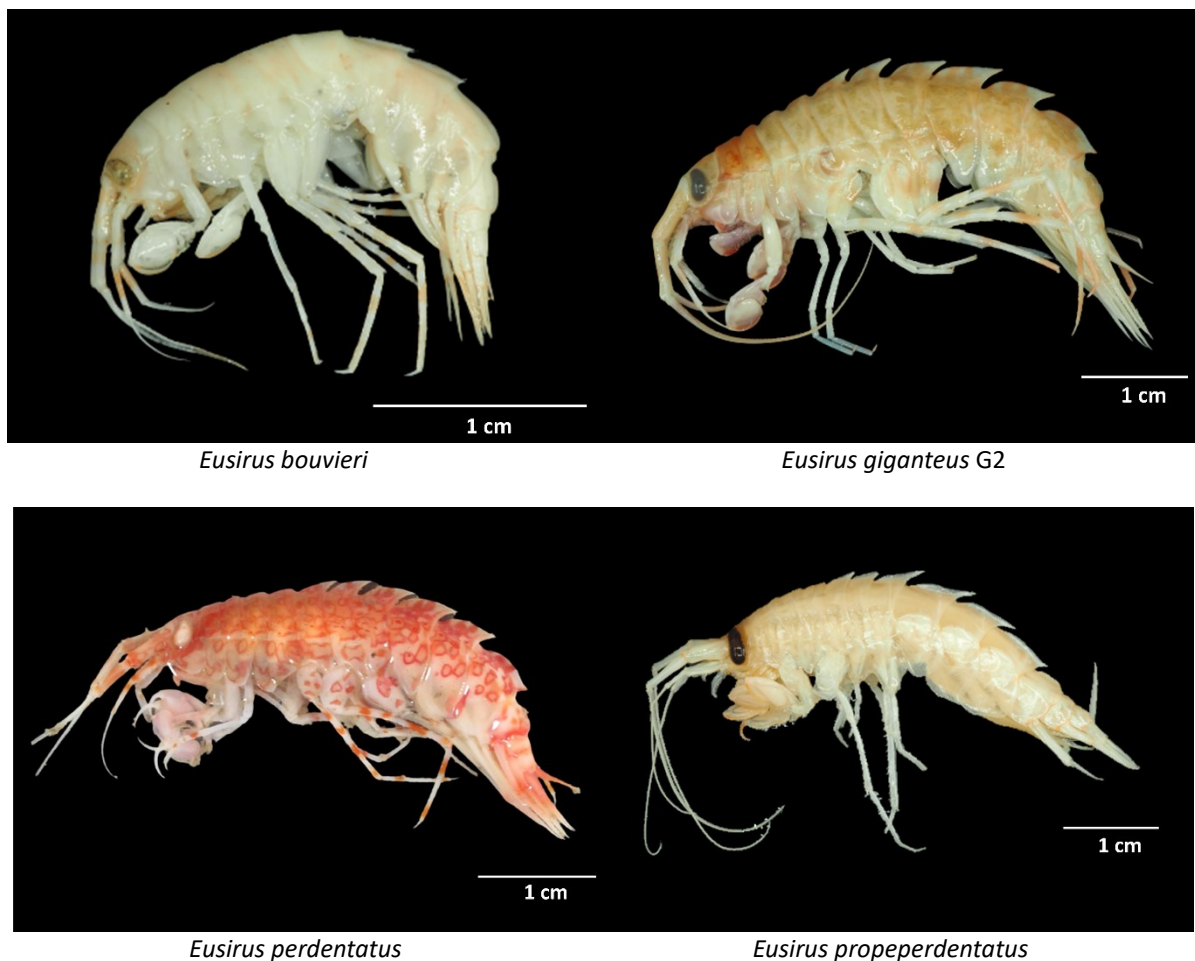 1 cm
1 cm
Eusirus bouvieri
Eusirus giganteus G2
1 cm
1 cm
Eusirus perdentatus
Eusirus propeperdentatus